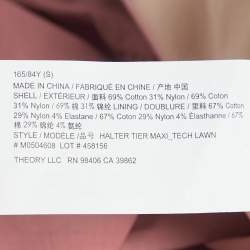 165/84Y (S)
MADE IN CHINA / FABRIQUÉ EN CHINE / 产地 中国
SHELL / EXTÉRIEUR / 面料 69% Cotton 31% Nylon / 69% Coton
31% Nylon / 69% 棉 31% 锦纶 LINING / DOUBLURE / 里料 67% Cotton
29% Nylon 4% Elastane / 67% Coton 29% Nylon 4% Élasthanne / 67%
棉 29% 锦纶 4% 氨纶
STYLE / MODÈLE /品号 HALTER TIER MAXI_TECH LAWN
# M0504608 LOT # 458156
THEORY LLC RN 98406 CA 39862